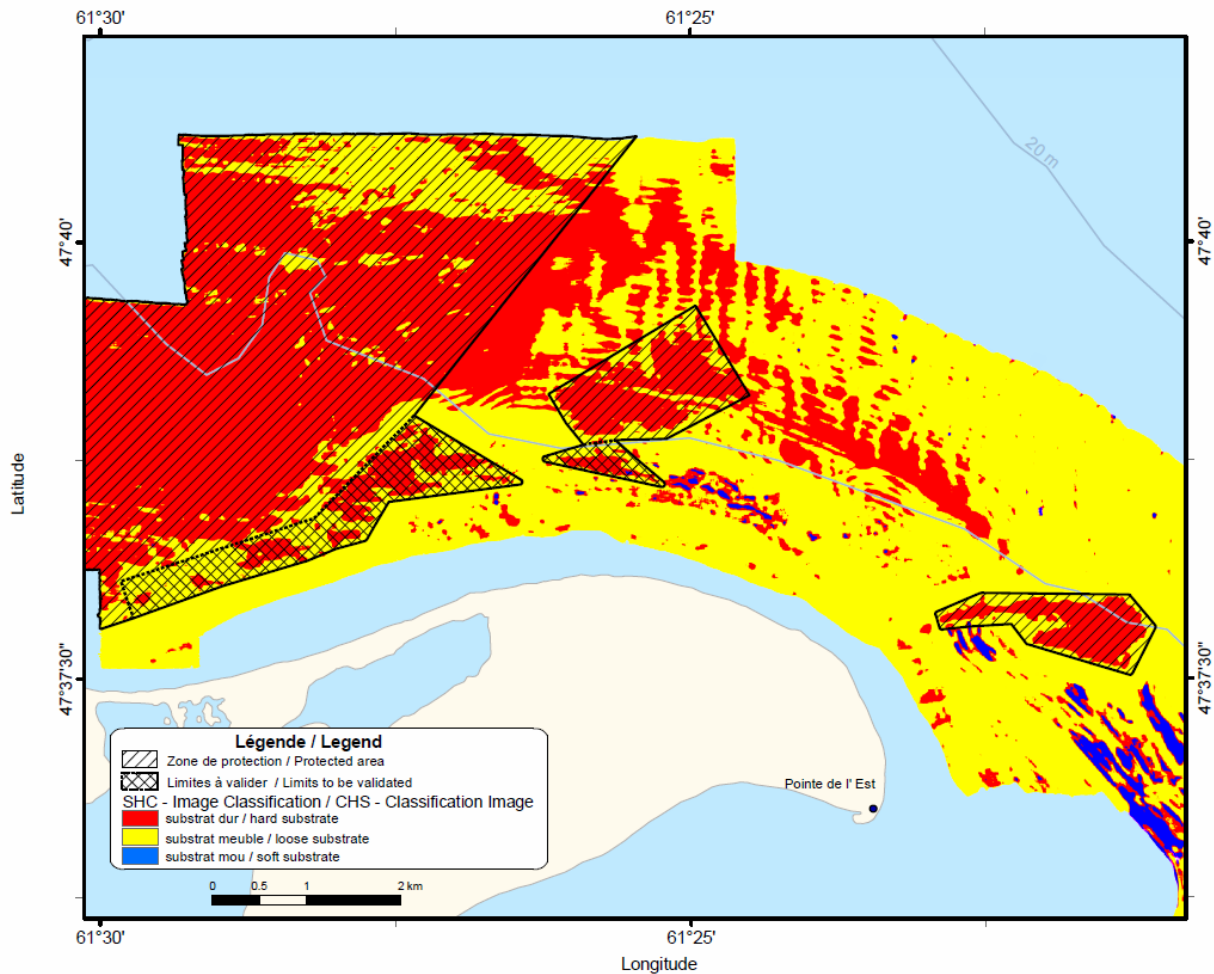 61°30' 61°25'
20 m
47°40' 47°40'
Latitude
47°37'30" 47°37'30"
Légende / Legend
Zone de protection / Protected area
Limites à valider / Limits to be validated
SHC - Image Classification / CHS - Classification Image
substrat dur / hard substrate
substrat meuble / loose substrate
substrat mou / soft substrate
Pointe de l' Est
0 0.5 1 2 km
61°30' 61°25'
Longitude